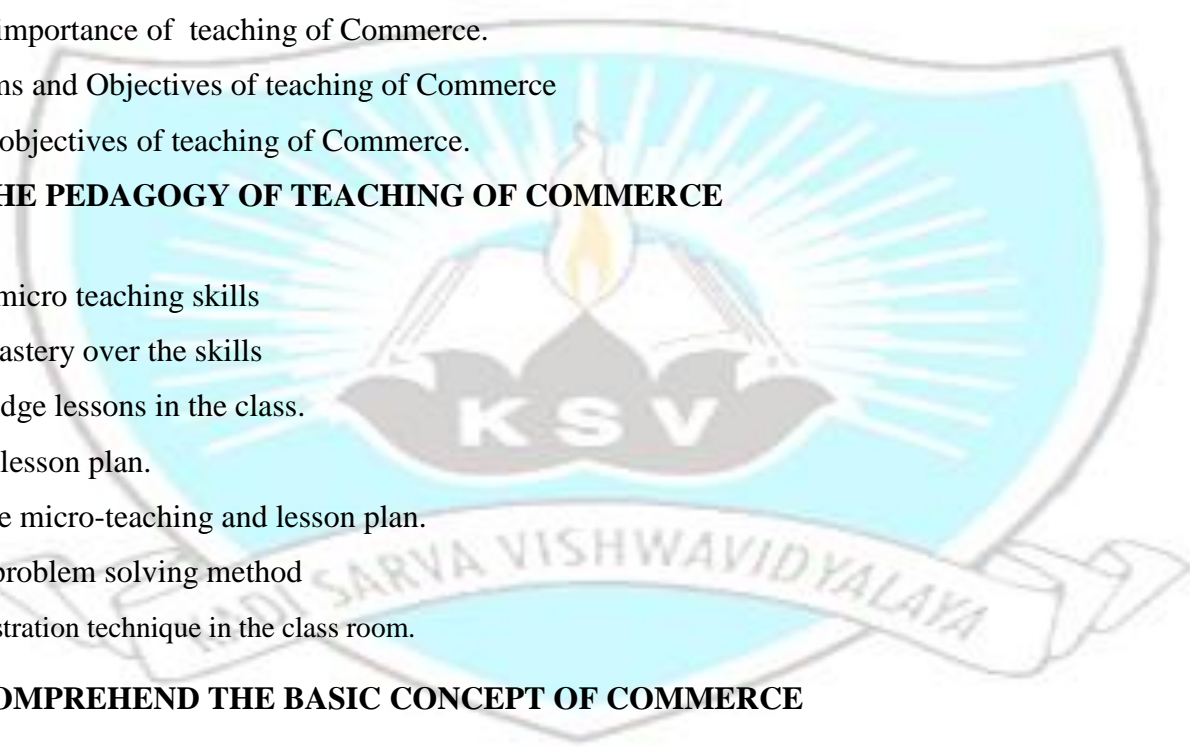 importance of teaching of Commerce.
ms and Objectives of teaching of Commerce
objectives of teaching of Commerce.
HE PEDAGOGY OF TEACHING OF COMMERCE
micro teaching skills
astery over the skills
dge lessons in the class.
lesson plan.
e micro-teaching and lesson plan.
problem solving method
stration technique in the class room.
OMPREHEND THE BASIC CONCEPT OF COMMERCE
KSV
KADI SARVA VISHWAVIDYALAYA